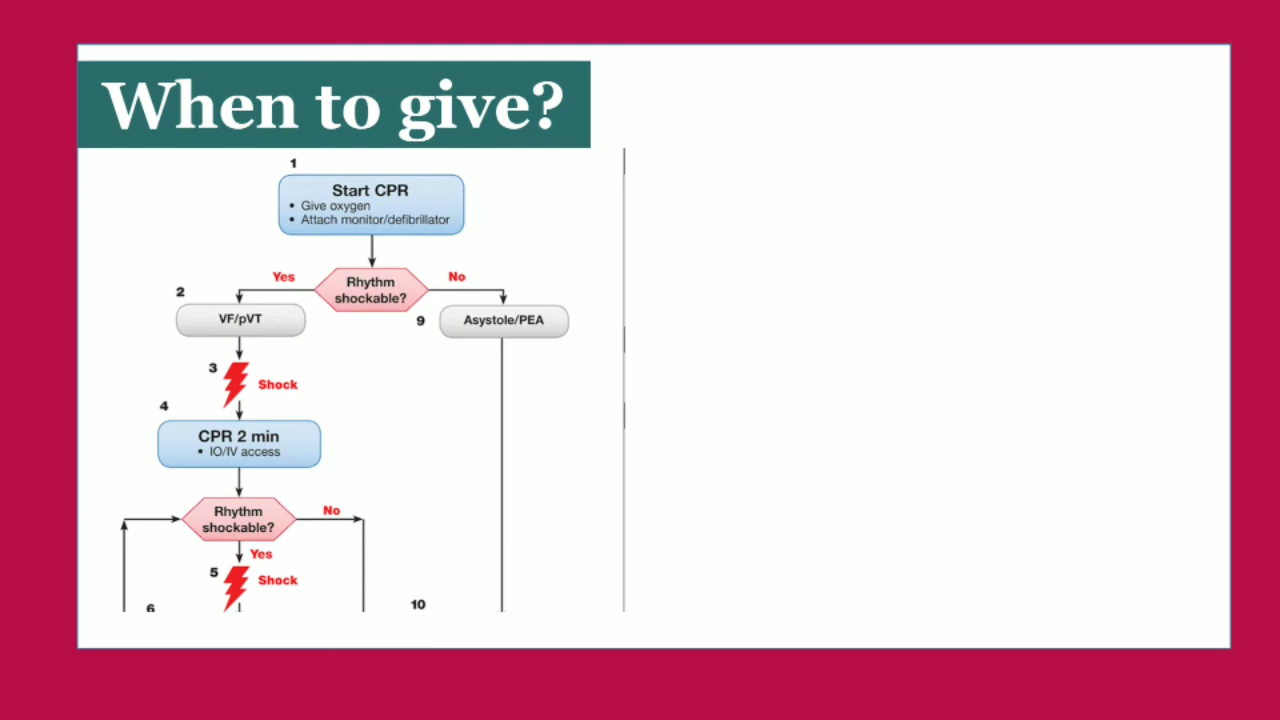 When to give?
1
Start CPR
• Give oxygen
• Attach monitor/defibrillator
Yes
Rhythm
shockable?
No
2
VF/pVT
9
Asystole/PEA
3
Shock
4
CPR 2 min
• IO/IV access
Rhythm
shockable?
No
Yes
5
Shock
6
10